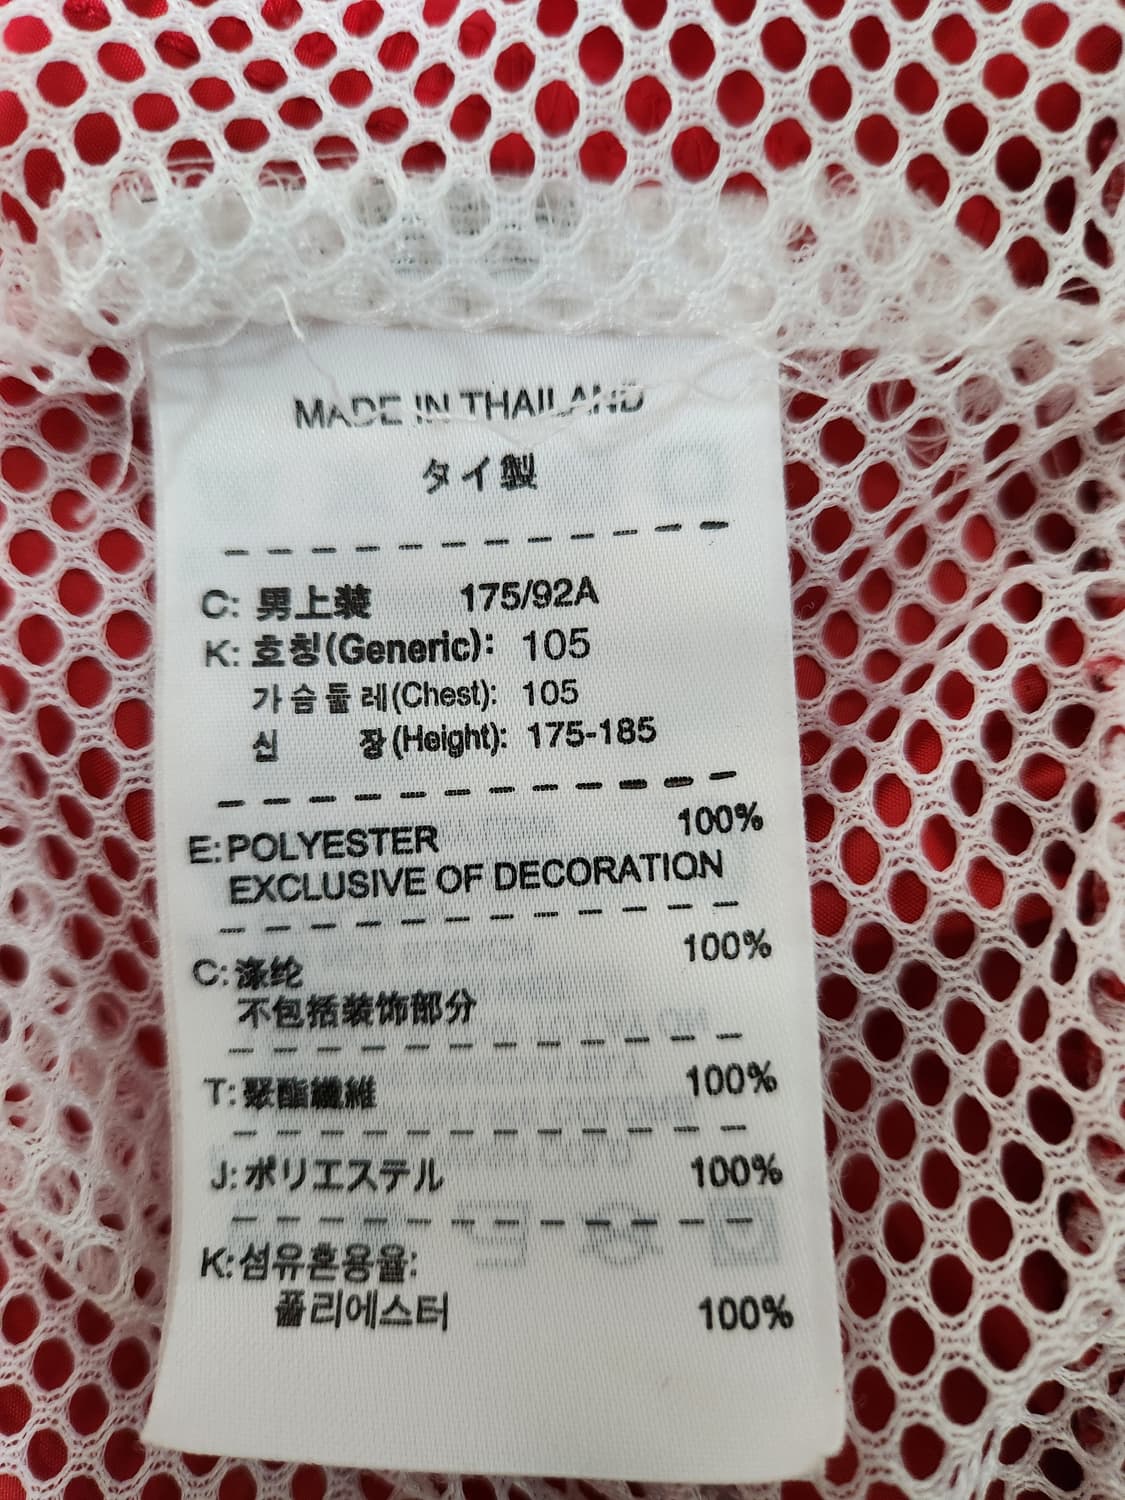 MADE IN THAILAND
タイ製
C: 男上装 175/92A
K: 호칭(Generic): 105
가슴둘레(Chest): 105
신 장(Height): 175-185
E: POLYESTER 100%
EXCLUSIVE OF DECORATION
C: 涤纶 100%
不包括装饰部分
T: 聚酯纖維 100%
J: ポリエステル 100%
K: 섬유혼용율:
폴리에스터 100%